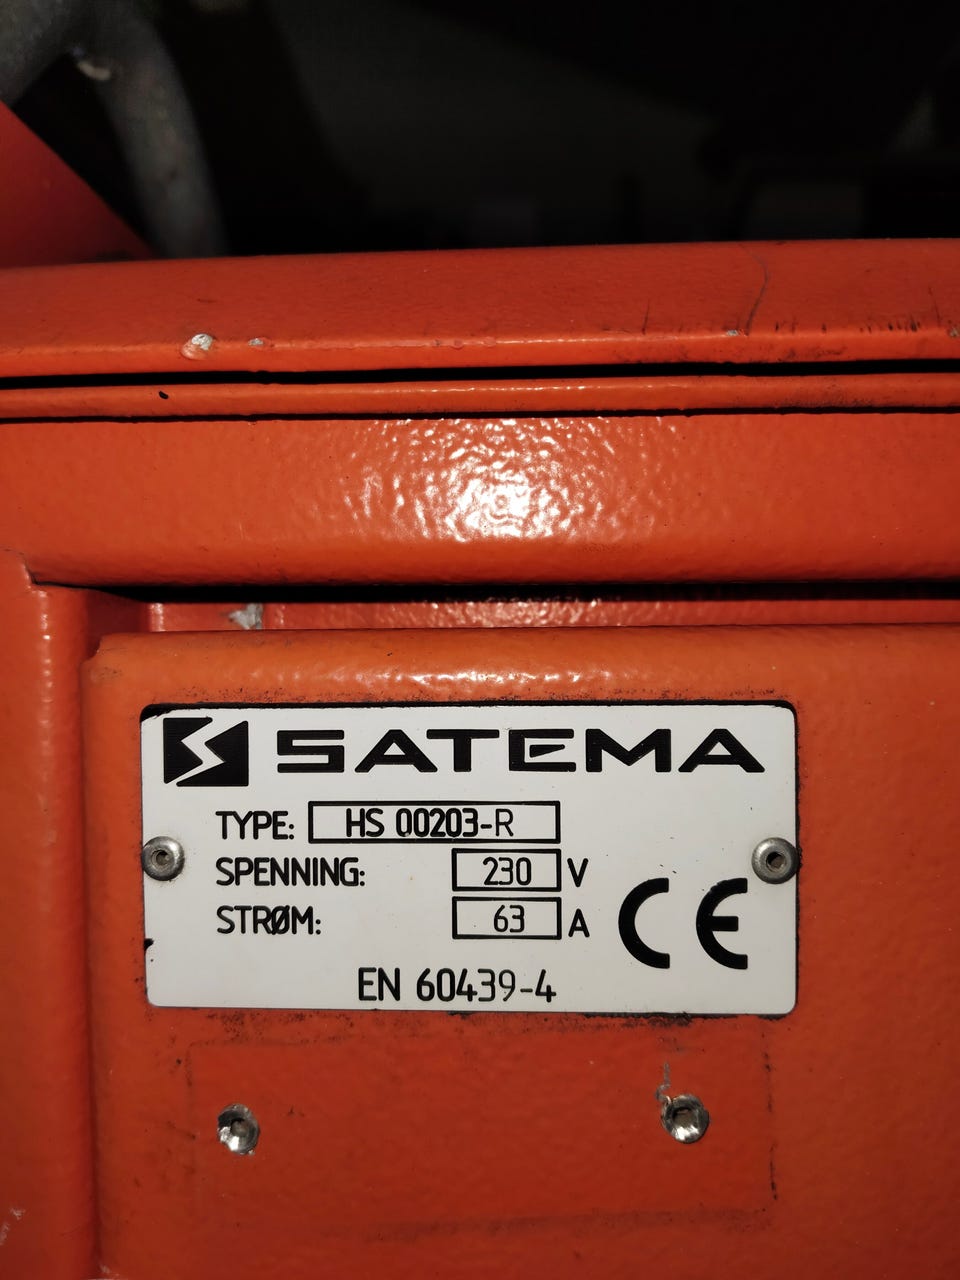 SATEMA
TYPE: HS 00203-R
SPENNING: 230 V
STRØM: 63 A
CE
EN 60439-4